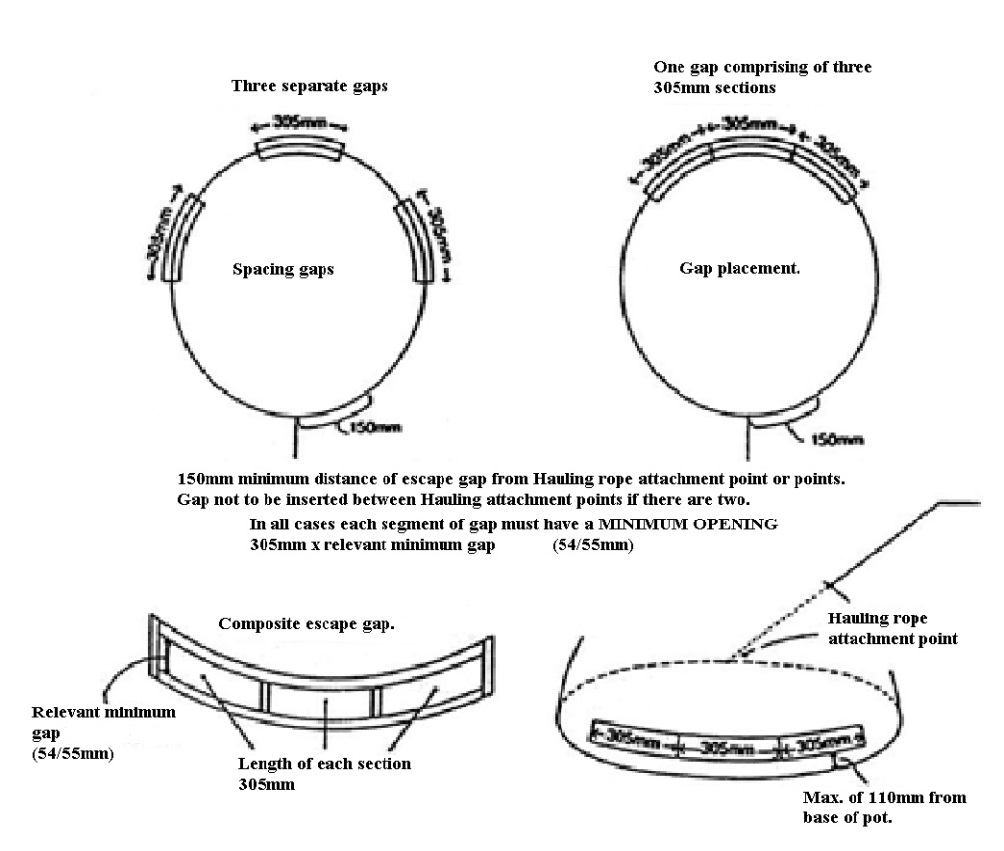 Three separate gaps
One gap comprising of three
305mm sections
305mm
305mm
305mm
305mm
305mm
305mm
Spacing gaps
Gap placement.
150mm
150mm
150mm minimum distance of escape gap from Hauling rope attachment point or points.
Gap not to be inserted between Hauling attachment points if there are two.
In all cases each segment of gap must have a MINIMUM OPENING
305mm x relevant minimum gap (54/55mm)
Composite escape gap.
Hauling rope
attachment point
Relevant minimum
gap
(54/55mm)
305mm
305mm
305mm
Length of each section
305mm
Max. of 110mm from
base of pot.